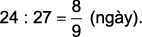 24 : 27 = 8/9 (ngày).